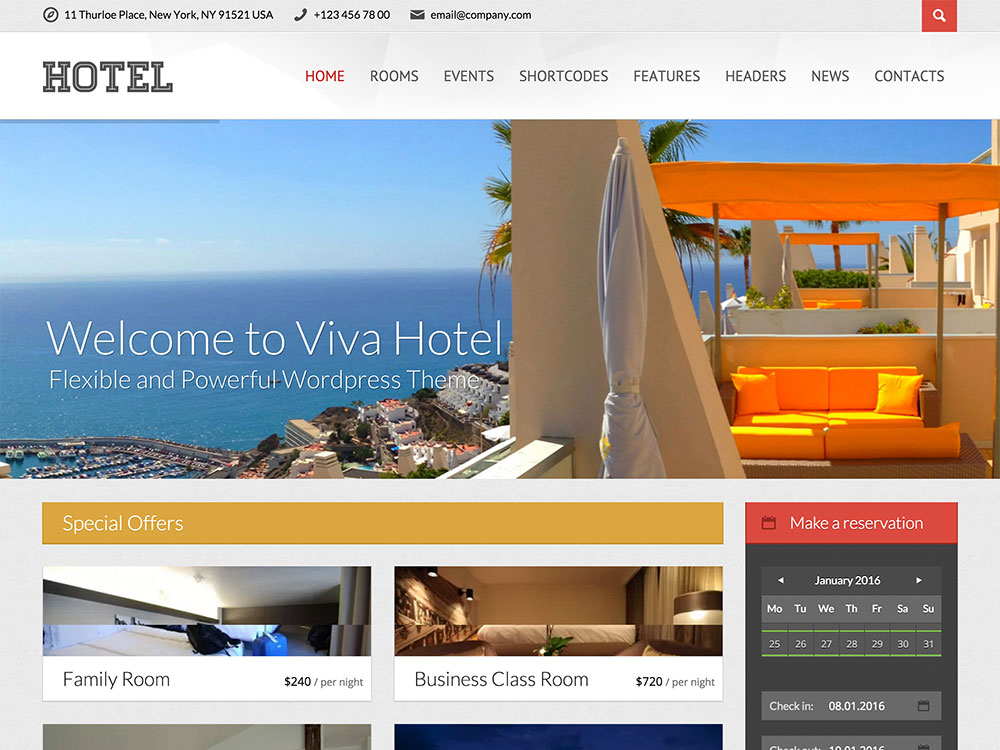 11 Thurloe Place, New York, NY 91521 USA +123 456 78 00 email@company.com
HOTEL
HOME ROOMS EVENTS SHORTCODES FEATURES HEADERS NEWS CONTACTS
Welcome to Viva Hotel
Flexible and Powerful Wordpress Theme
Special Offers
Make a reservation
January 2016
Mo Tu We Th Fr Sa Su
25 26 27 28 29 30 31
Family Room $240 / per night
Business Class Room $720 / per night
Check in: 08.01.2016
Check out: 10.01.2016